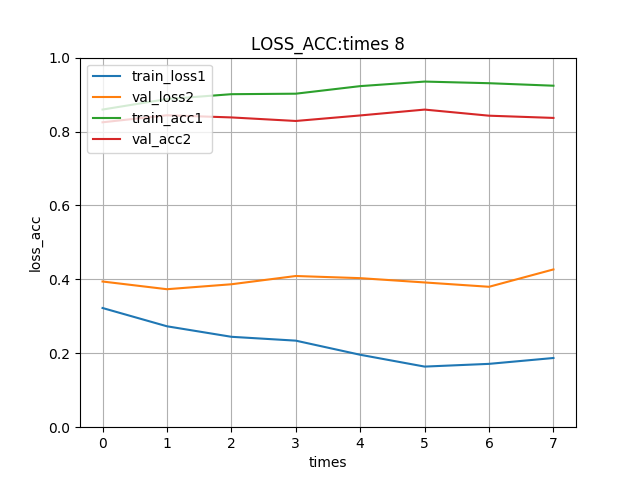 LOSS_ACC:times 8
1.0
0.8
0.6
0.4
0.2
0.0
loss_acc
train_loss1
val_loss2
train_acc1
val_acc2
0 1 2 3 4 5 6 7
times